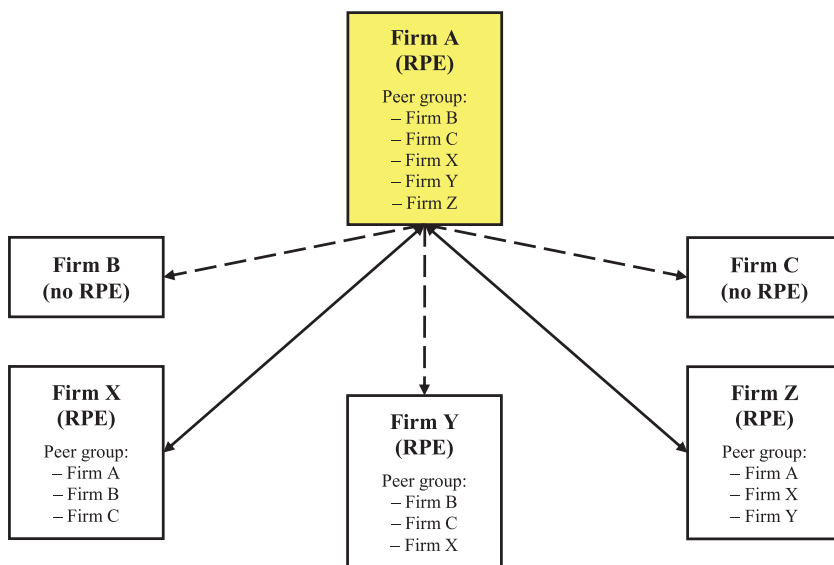 Firm A
(RPE)
Peer group:
– Firm B
– Firm C
– Firm X
– Firm Y
– Firm Z
Firm B
(no RPE)
Firm C
(no RPE)
Firm X
(RPE)
Peer group:
– Firm A
– Firm B
– Firm C
Firm Y
(RPE)
Peer group:
– Firm B
– Firm C
– Firm X
Firm Z
(RPE)
Peer group:
– Firm A
– Firm X
– Firm Y